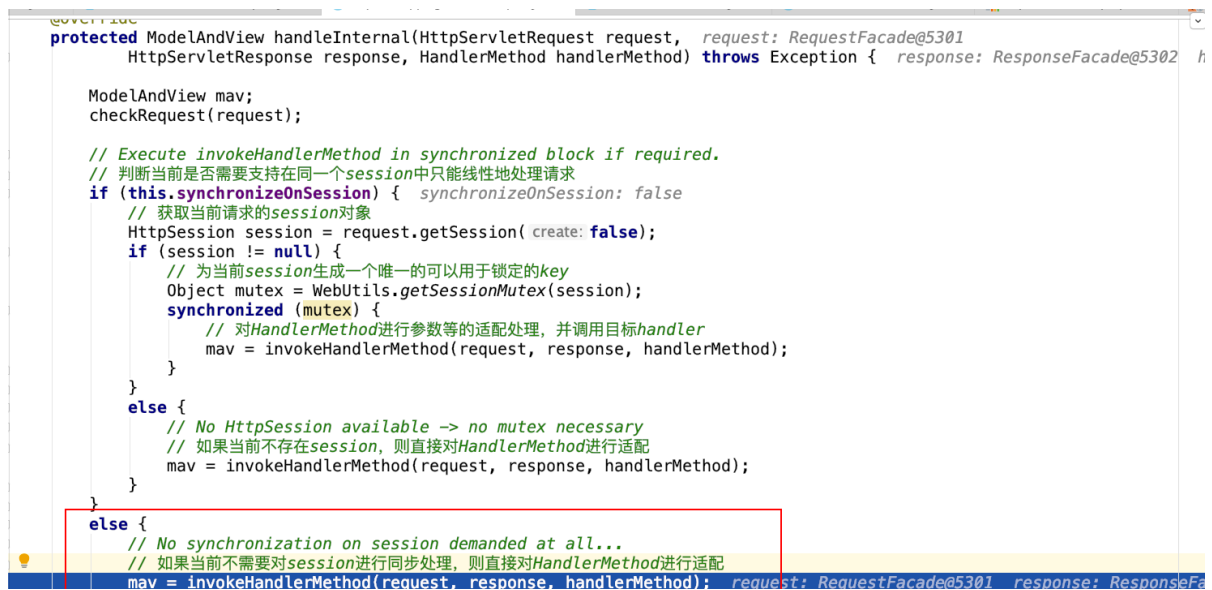 @Override
protected ModelAndView handleInternal(HttpServletRequest request,  request: RequestFacade@5301
HttpServletResponse response, HandlerMethod handlerMethod) throws Exception {  response: ResponseFacade@5302  h
ModelAndView mav;
checkRequest(request);
// Execute invokeHandlerMethod in synchronized block if required.
// 判断当前是否需要支持在同一个session中只能线性地处理请求
if (this.synchronizeOnSession) {  synchronizeOnSession: false
// 获取当前请求的session对象
HttpSession session = request.getSession( create: false);
if (session != null) {
// 为当前session生成一个唯一的可以用于锁定的key
Object mutex = WebUtils.getSessionMutex(session);
synchronized (mutex) {
// 对HandlerMethod进行参数等的适配处理，并调用目标handler
mav = invokeHandlerMethod(request, response, handlerMethod);
}
}
else {
// No HttpSession available -> no mutex necessary
// 如果当前不存在session，则直接对HandlerMethod进行适配
mav = invokeHandlerMethod(request, response, handlerMethod);
}
}
else {
// No synchronization on session demanded at all...
// 如果当前不需要对session进行同步处理，则直接对HandlerMethod进行适配
mav = invokeHandlerMethod(request, response, handlerMethod);  request: RequestFacade@5301  response: ResponseFa